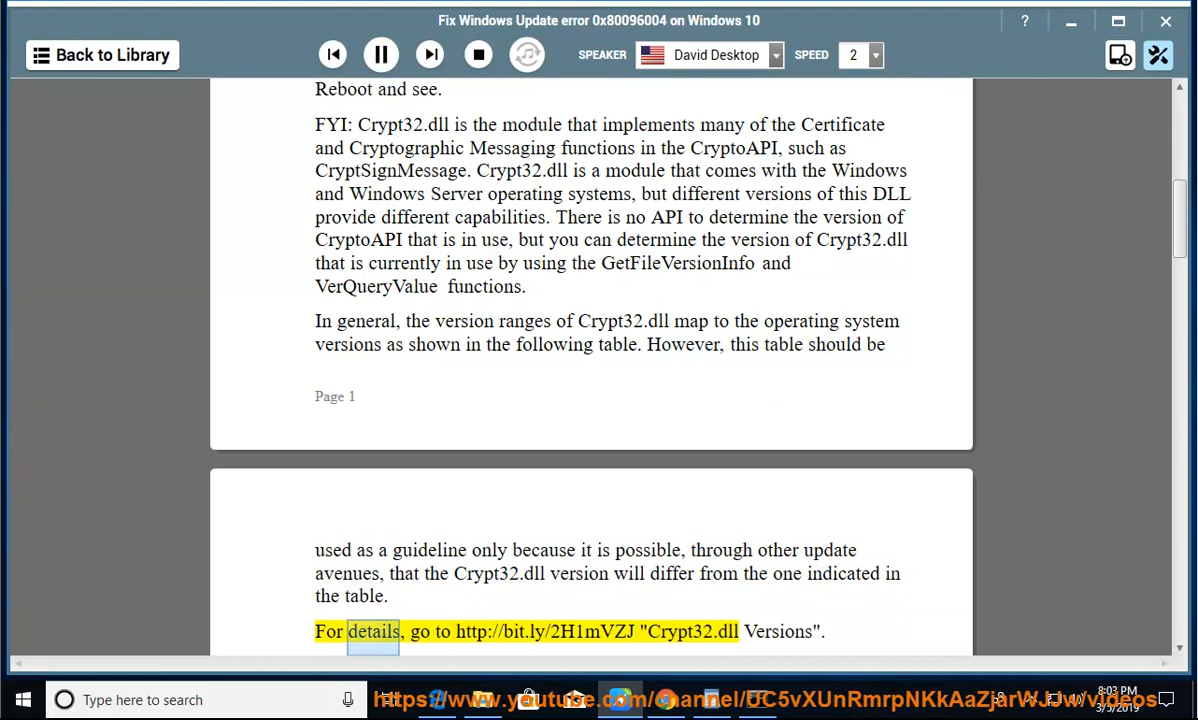 Fix Windows Update error 0x80096004 on Windows 10
Back to Library
SPEAKER David Desktop SPEED 2
Reboot and see.
FYI: Crypt32.dll is the module that implements many of the Certificate
and Cryptographic Messaging functions in the CryptoAPI, such as
CryptSignMessage. Crypt32.dll is a module that comes with the Windows
and Windows Server operating systems, but different versions of this DLL
provide different capabilities. There is no API to determine the version of
CryptoAPI that is in use, but you can determine the version of Crypt32.dll
that is currently in use by using the GetFileVersionInfo and
VerQueryValue functions.
In general, the version ranges of Crypt32.dll map to the operating system
versions as shown in the following table. However, this table should be
Page 1
used as a guideline only because it is possible, through other update
avenues, that the Crypt32.dll version will differ from the one indicated in
the table.
For details, go to http://bit.ly/2H1mVZJ "Crypt32.dll Versions".
Type here to search
8:03 PM
3/5/2019